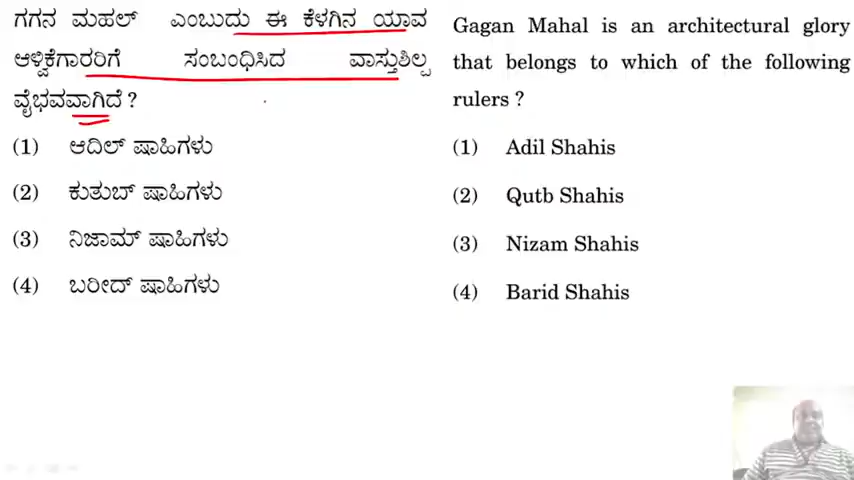 ಗಗನ ಮಹಲ್ ಎಂಬುದು ಈ ಕೆಳಗಿನ ಯಾವ
ಆಳ್ವಿಕೆಗಾರರಿಗೆ ಸಂಬಂಧಿಸಿದ ವಾಸ್ತುಶಿಲ್ಪ
ವೈಭವವಾಗಿದೆ ?
(1) ಆದಿಲ್ ಷಾಹಿಗಳು
(2) ಕುತುಬ್ ಷಾಹಿಗಳು
(3) ನಿಜಾಮ್ ಷಾಹಿಗಳು
(4) ಬರೀದ್ ಷಾಹಿಗಳು
Gagan Mahal is an architectural glory
that belongs to which of the following
rulers ?
(1) Adil Shahis
(2) Qutb Shahis
(3) Nizam Shahis
(4) Barid Shahis